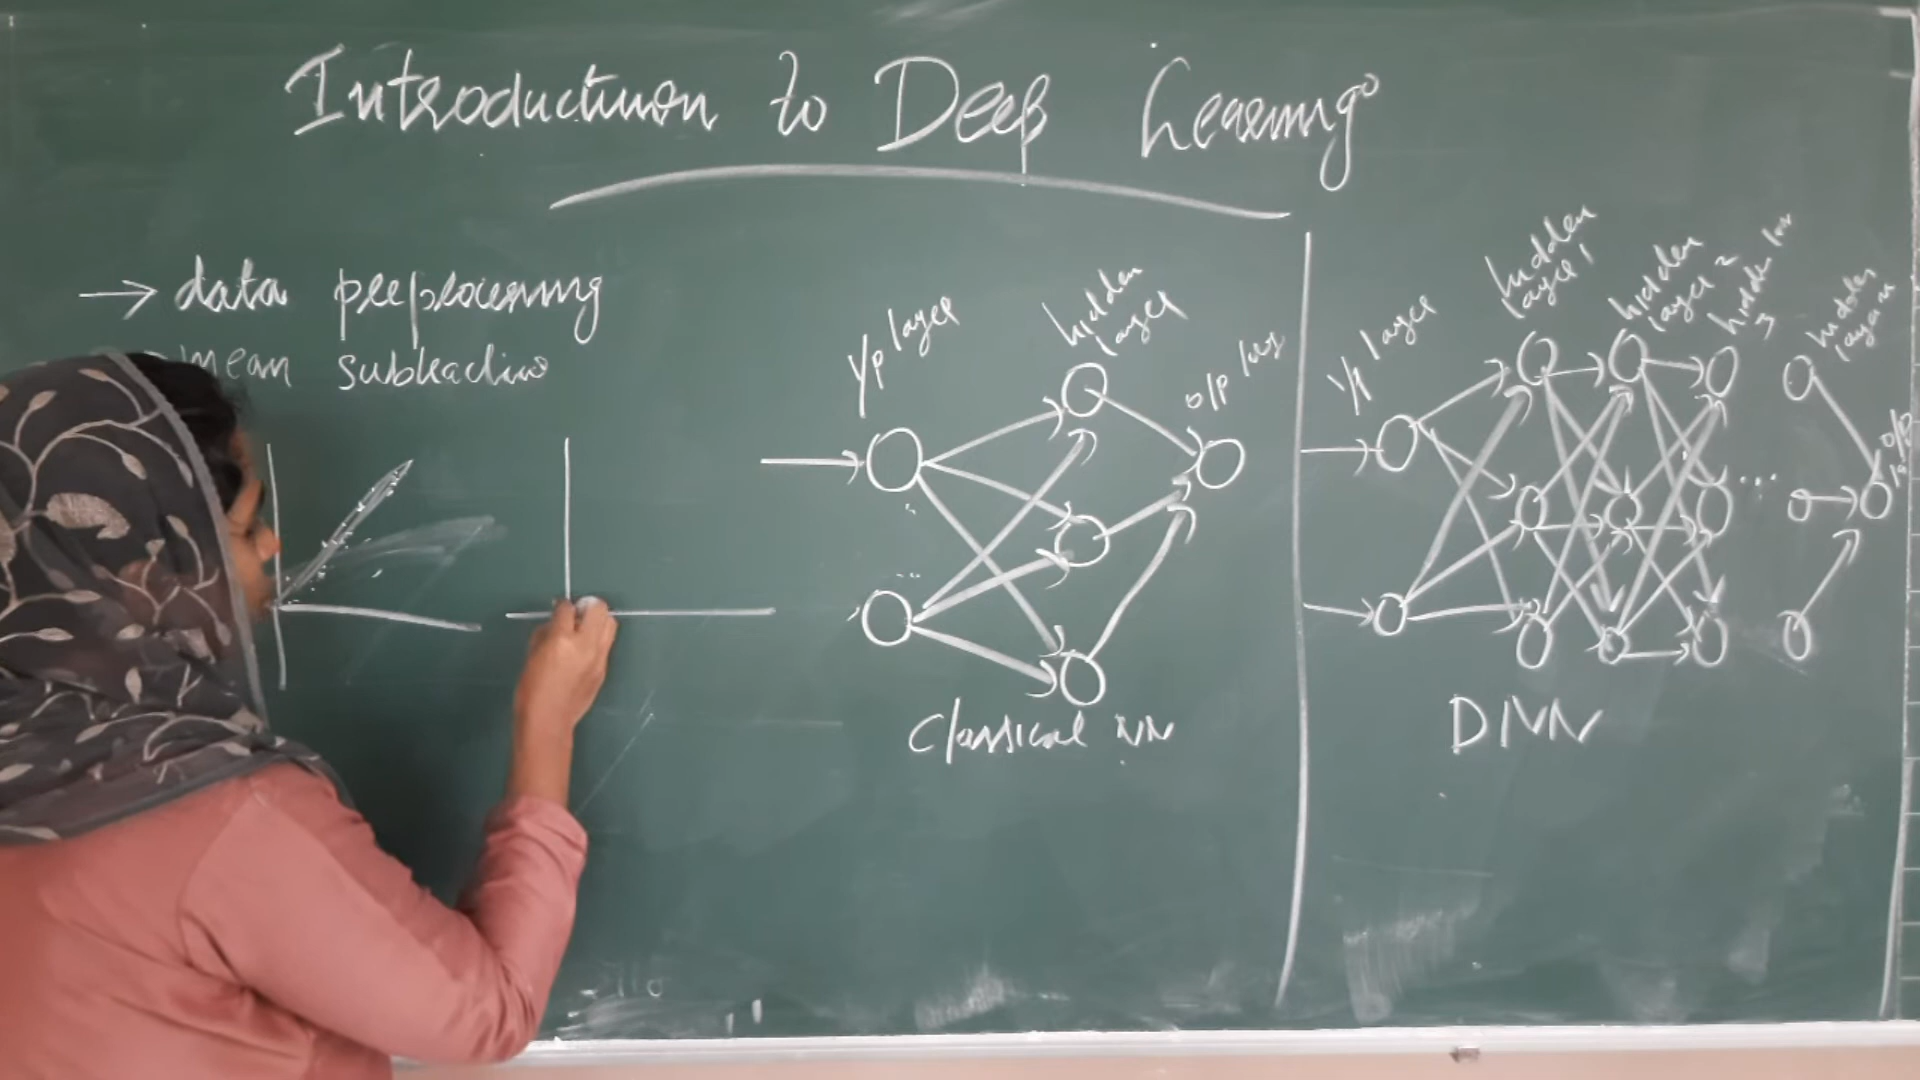 Introduction to Deep Learning
→ data preprocessing
mean subtraction
i/p layer
hidden layer
o/p layer
Classical NN
i/p layer
hidden layer 1
hidden layer 2
hidden layer 3
...
hidden layer n
o/p
DNN